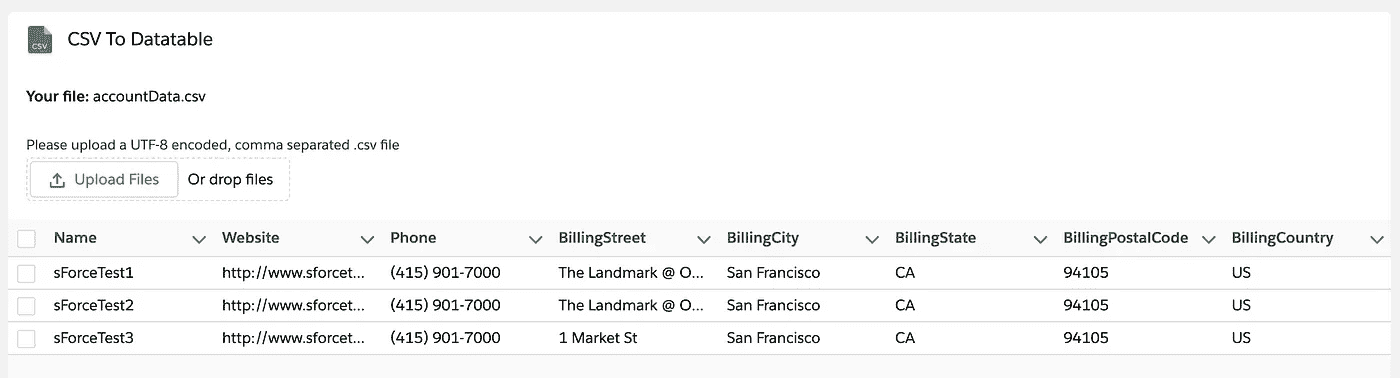 CSV CSV To Datatable
Your file: accountData.csv
Please upload a UTF-8 encoded, comma separated .csv file
Upload Files Or drop files
Name Website Phone BillingStreet BillingCity BillingState BillingPostalCode BillingCountry
sForceTest1 http://www.sforcet... (415) 901-7000 The Landmark @ O... San Francisco CA 94105 US
sForceTest2 http://www.sforcet... (415) 901-7000 The Landmark @ O... San Francisco CA 94105 US
sForceTest3 http://www.sforcet... (415) 901-7000 1 Market St San Francisco CA 94105 US